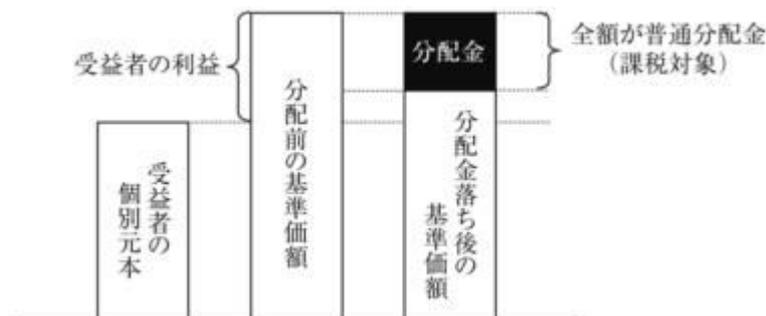 受益者の利益
分配金
全額が普通分配金
（課税対象）
受益者の
個別元本
分配前の基準価額
分配金落ち後の
基準価額